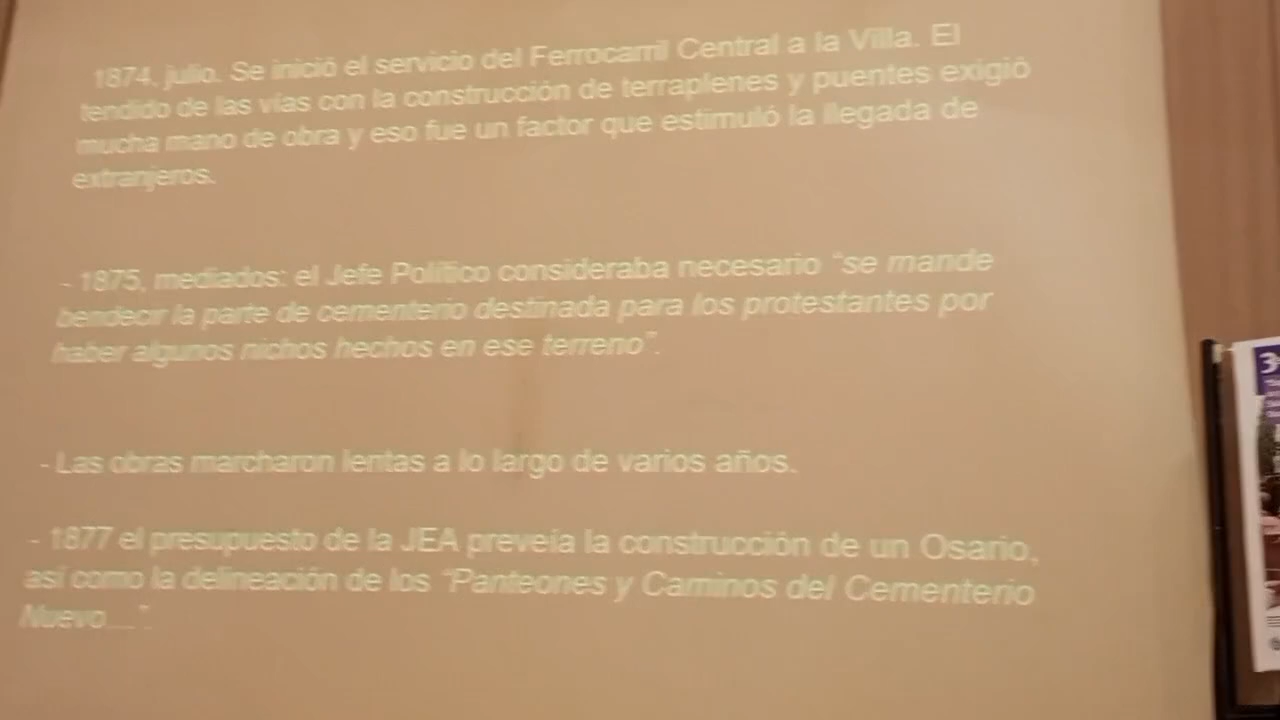 1874, julio. Se inició el servicio del Ferrocarril Central a la Villa. El
tendido de las vías con la construcción de terraplenes y puentes exigió
mucha mano de obra y eso fue un factor que estimuló la llegada de
extranjeros.
- 1875, mediados: el Jefe Político consideraba necesario "se mande
bendecir la parte de cementerio destinada para los protestantes por
haber algunos nichos hechos en ese terreno".
- Las obras marcharon lentas a lo largo de varios años.
- 1877 el presupuesto de la JEA preveía la construcción de un Osario,
así como la delineación de los "Panteones y Caminos del Cementerio
Nuevo...".